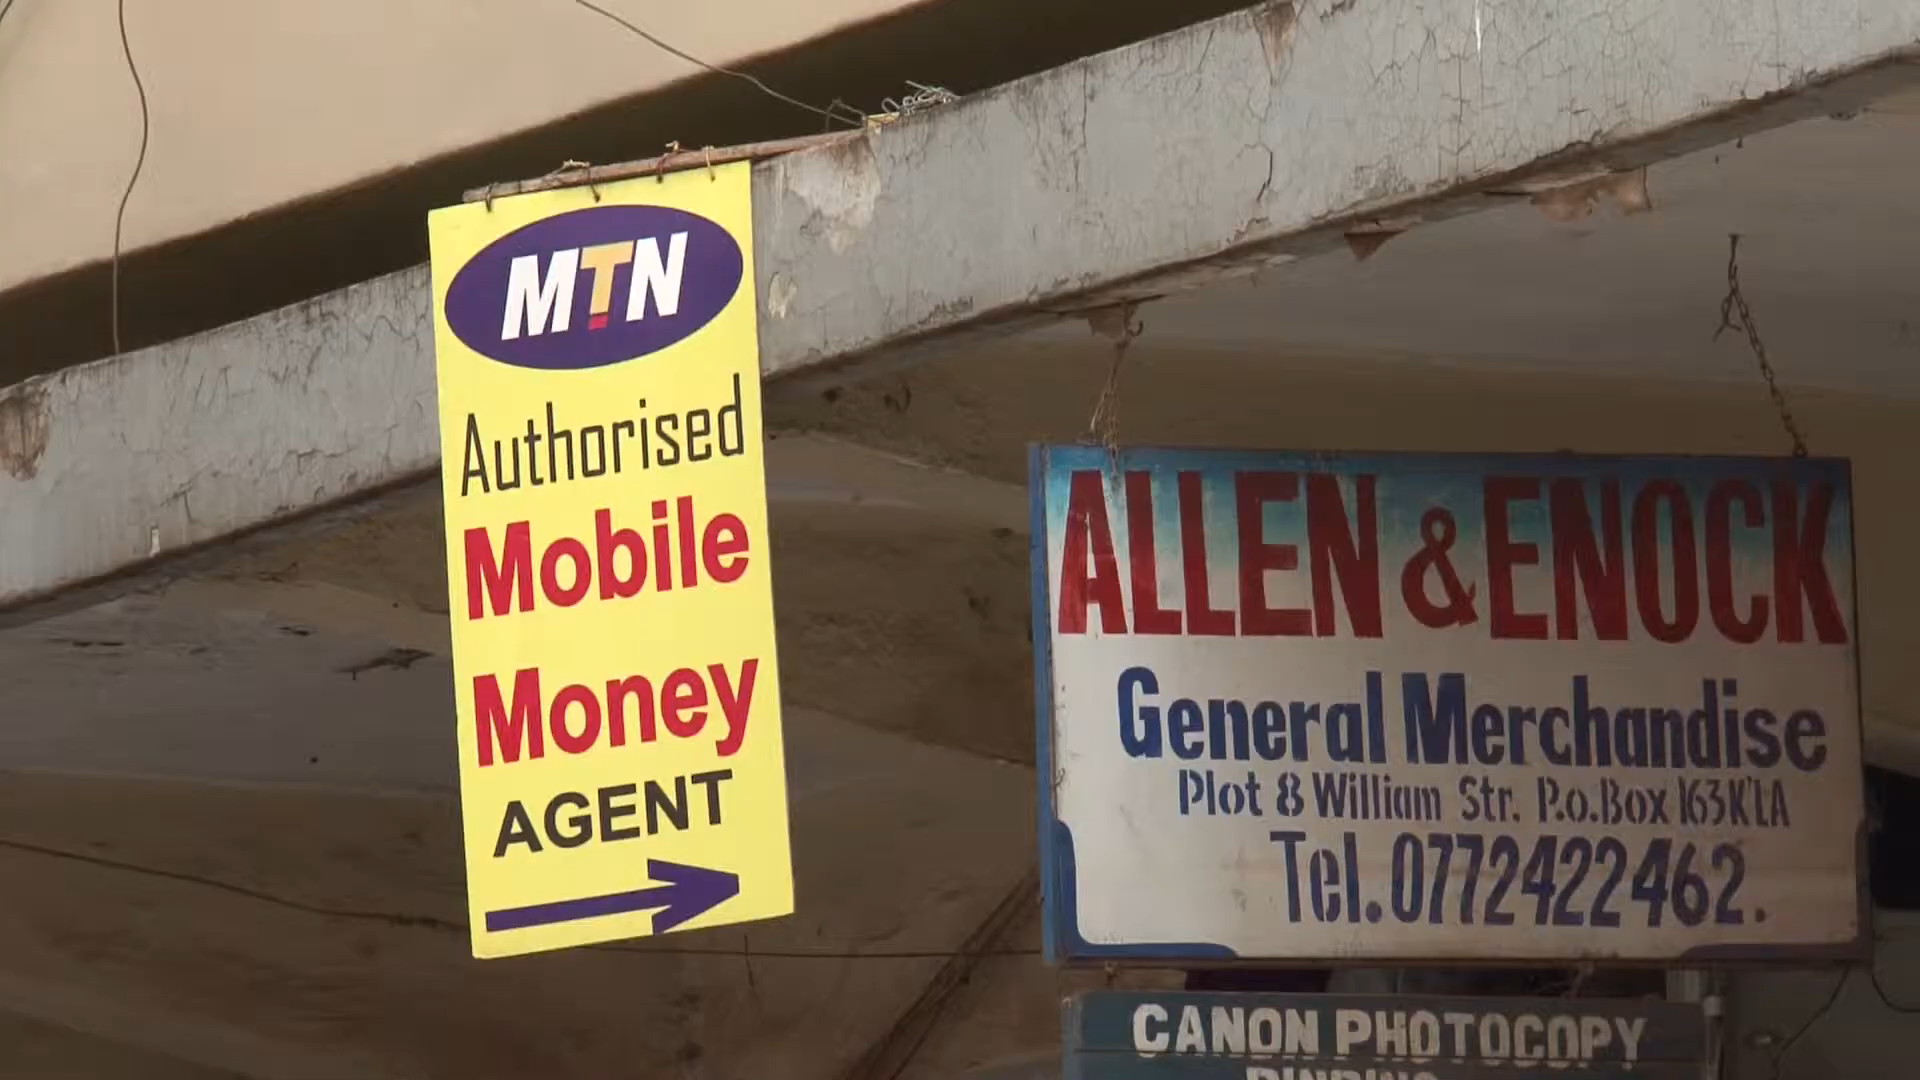 MTN
Authorised
Mobile
Money
AGENT
ALLEN & ENOCK
General Merchandise
Plot 8 William Str. P.o.Box 163 K'LA
Tel. 0772422462.
CANON PHOTOCOPY
BINDING